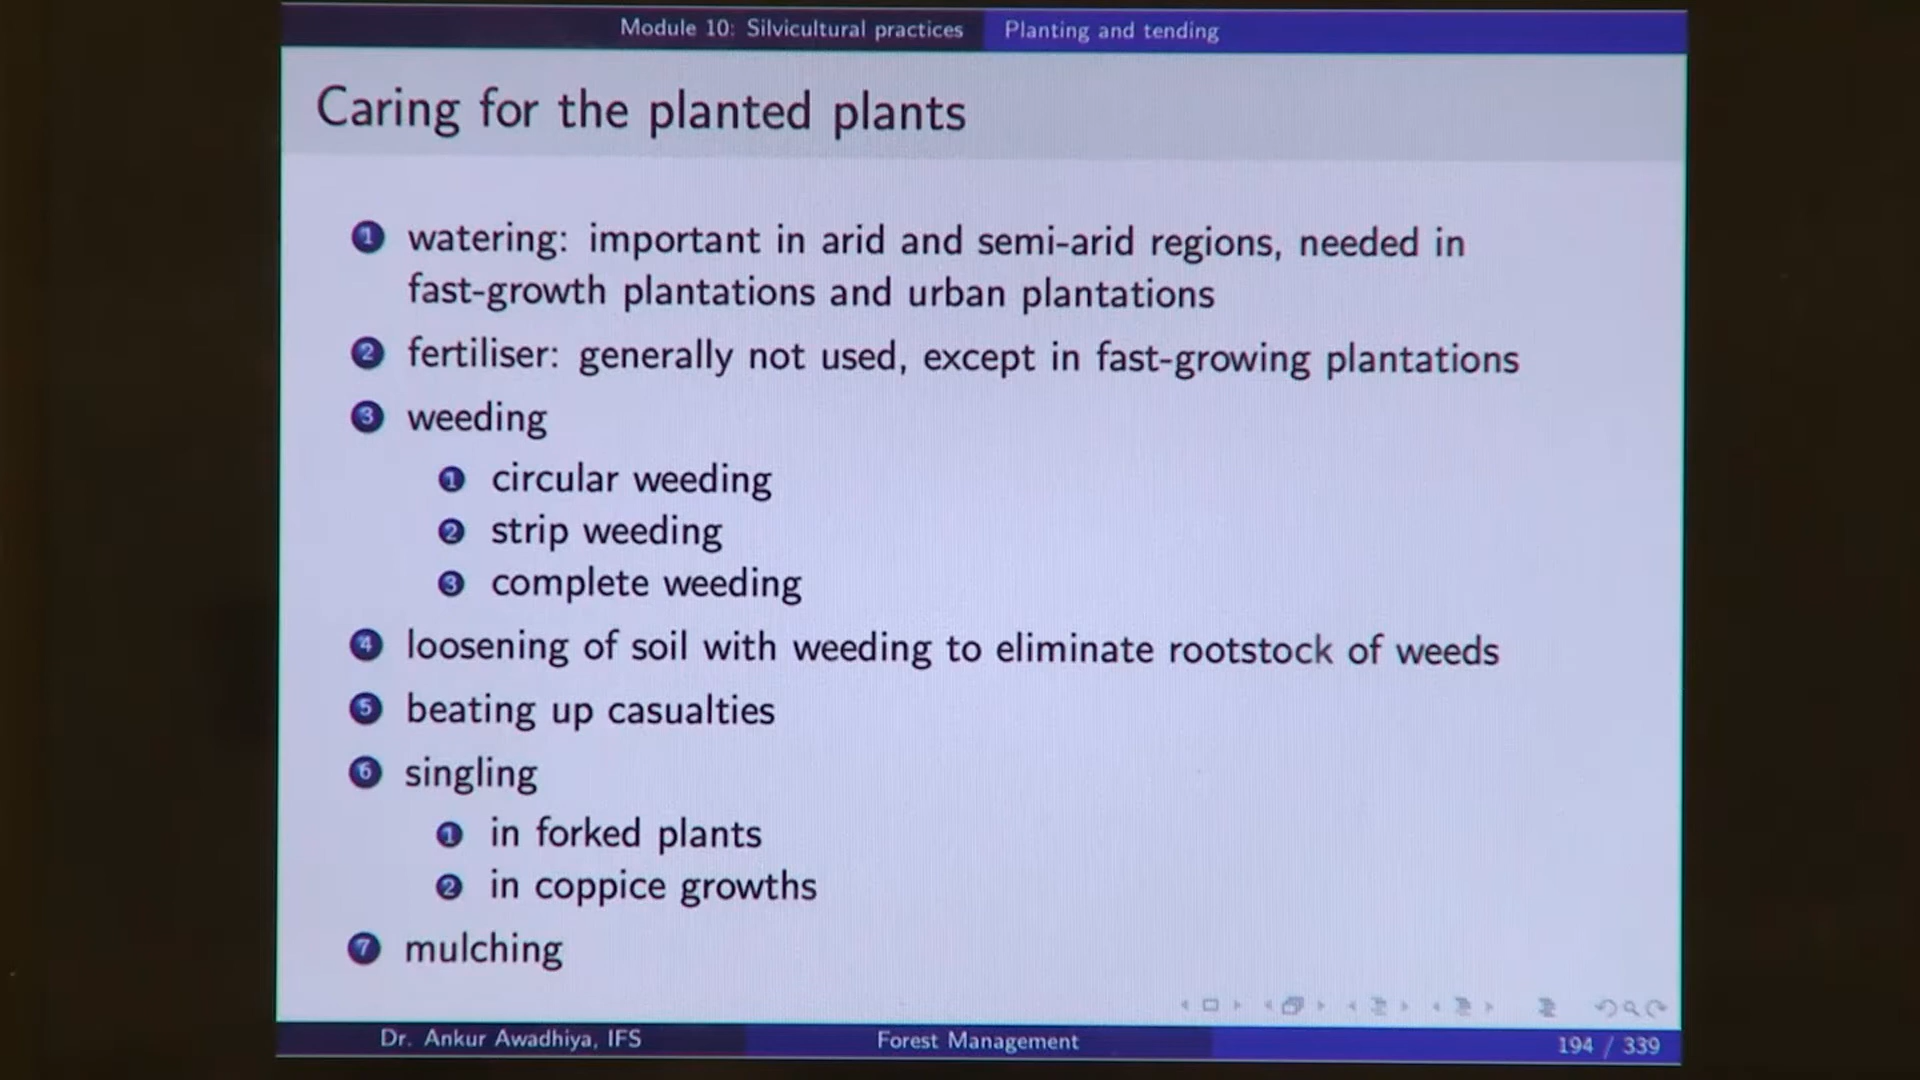 Module 10: Silvicultural practices Planting and tending
Caring for the planted plants
1 watering: important in arid and semi-arid regions, needed in
fast-growth plantations and urban plantations
2 fertiliser: generally not used, except in fast-growing plantations
3 weeding
1 circular weeding
2 strip weeding
3 complete weeding
4 loosening of soil with weeding to eliminate rootstock of weeds
5 beating up casualties
6 singling
1 in forked plants
2 in coppice growths
7 mulching
Dr. Ankur Awadhiya, IFS Forest Management 194 / 339